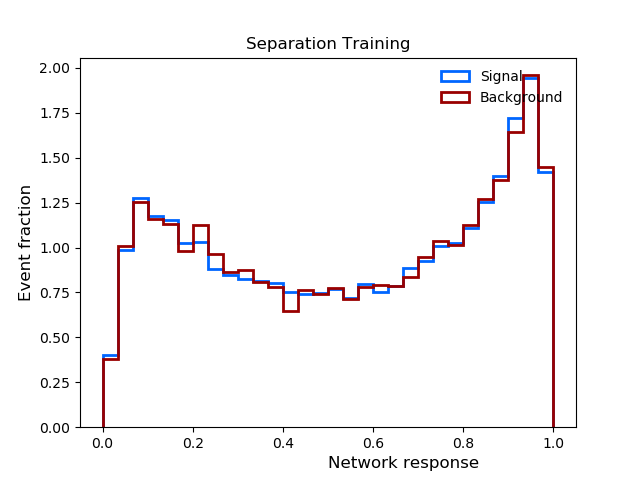 Separation Training
Signal
Background
2.00
1.75
1.50
1.25
1.00
0.75
0.50
0.25
0.00
Event fraction
0.0 0.2 0.4 0.6 0.8 1.0
Network response